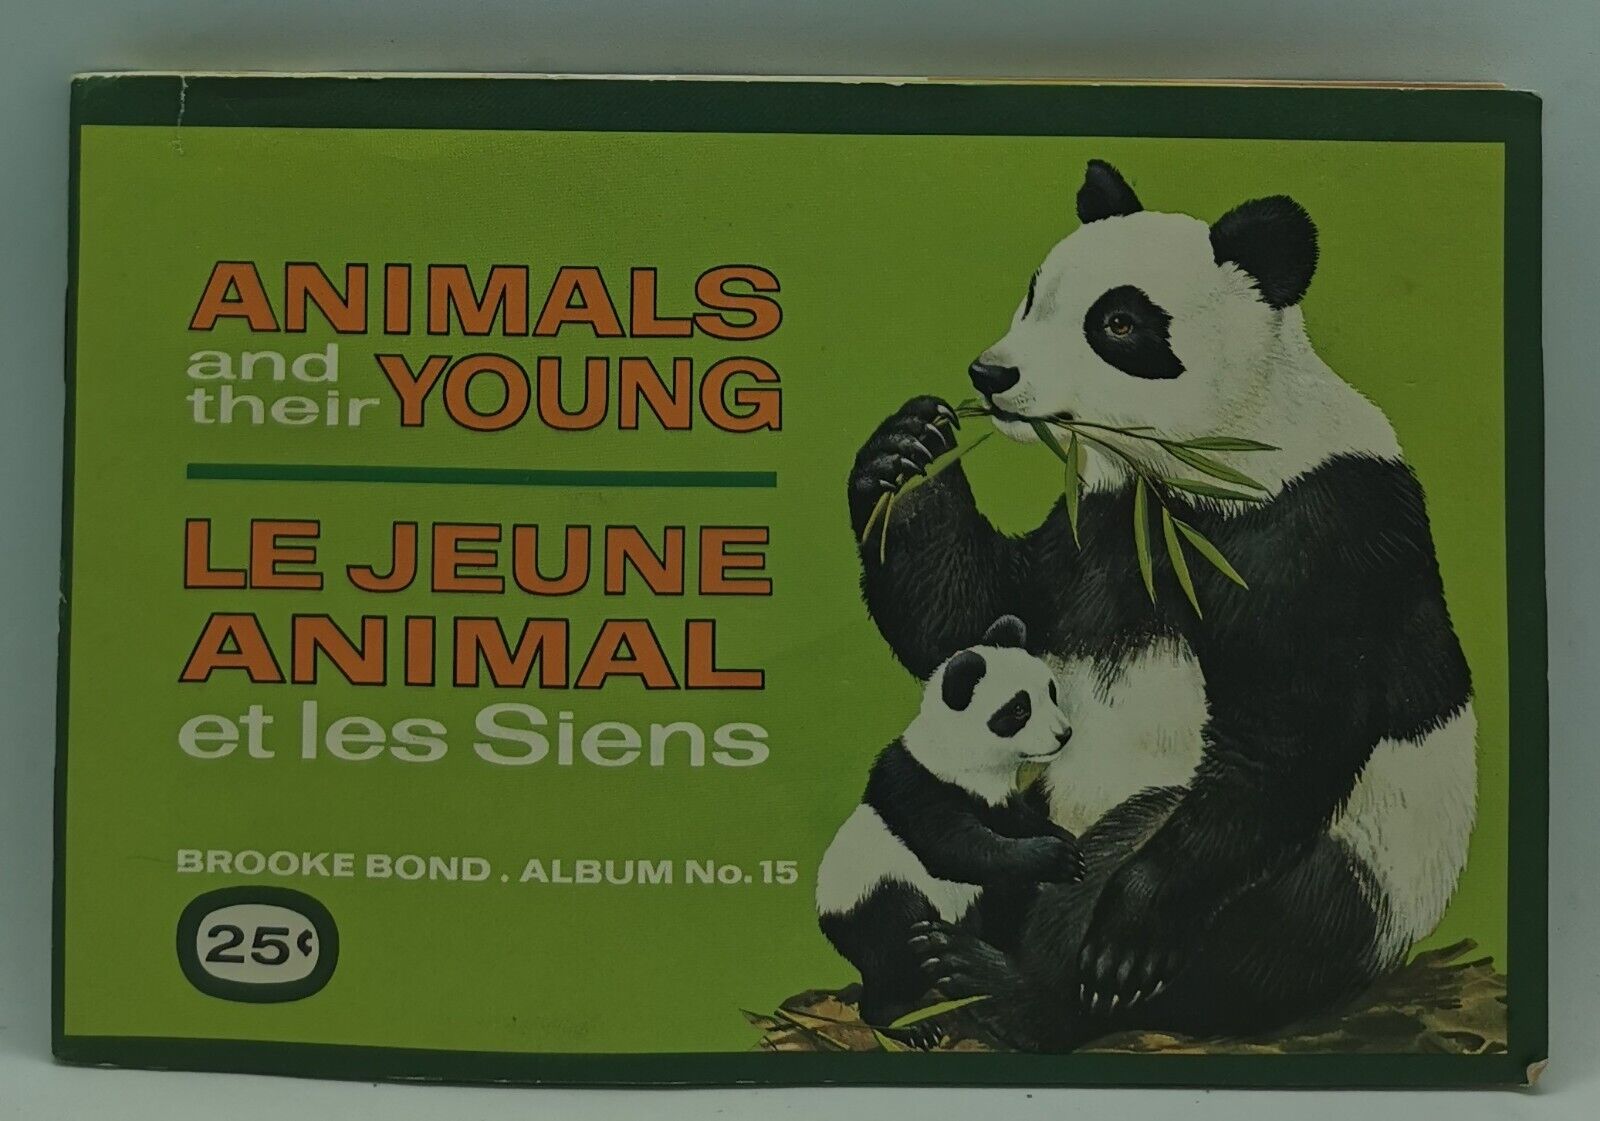 ANIMALS
and their YOUNG
LE JEUNE
ANIMAL
et les Siens
BROOKE BOND . ALBUM No. 15
25¢